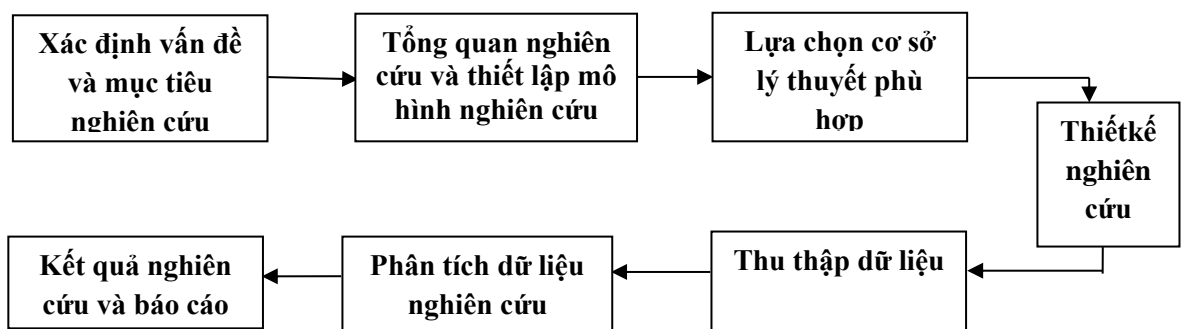 Xác định vấn đề
và mục tiêu
nghiên cứu
Tổng quan nghiên
cứu và thiết lập mô
hình nghiên cứu
Lựa chọn cơ sở
lý thuyết phù
hợp
Thiếtkế
nghiên
cứu
Thu thập dữ liệu
Phân tích dữ liệu
nghiên cứu
Kết quả nghiên
cứu và báo cáo